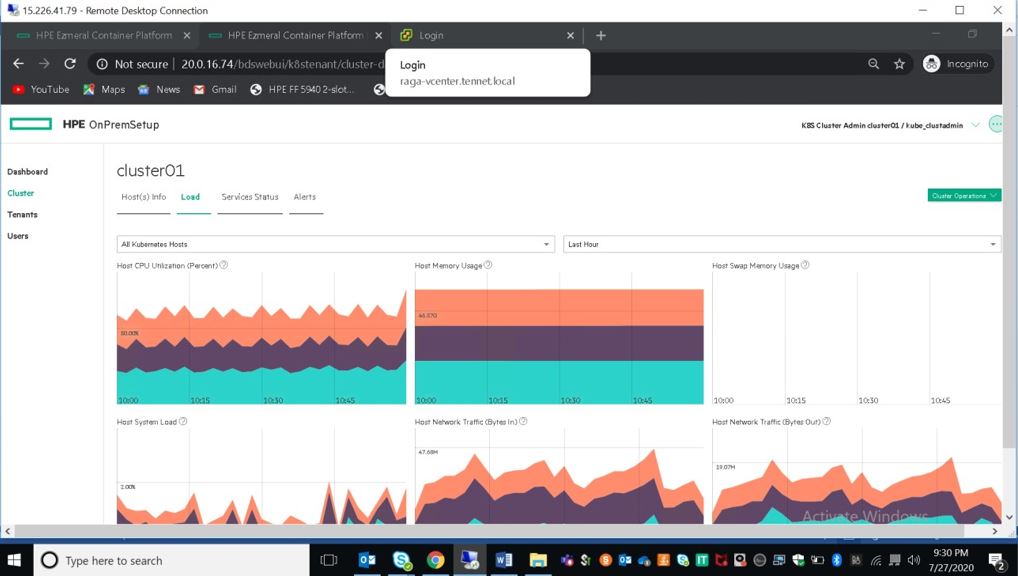 15.226.41.79 - Remote Desktop Connection
HPE Ezmeral Container Platform
HPE Ezmeral Container Platform
Login
Not secure | 20.0.16.74/bdswebui/k8stenant/cluster-d
Incognito
Login
raga-vcenter.tennet.local
YouTube
Maps
News
Gmail
HPE FF 5940 2-slot...
HPE OnPremSetup
K8S Cluster Admin cluster01 / kube_clustadmin
Dashboard
Cluster
Tenants
Users
cluster01
Host(s) Info
Load
Services Status
Alerts
Cluster Operations
All Kubernetes Hosts
Last Hour
Host CPU Utilization (Percent)
50.00%
10:00 10:15 10:30 10:45
Host Memory Usage
46.57G
10:00 10:15 10:30 10:45
Host Swap Memory Usage
10:00 10:15 10:30 10:45
Host System Load
2.00%
Host Network Traffic (Bytes In)
47.68M
Host Network Traffic (Bytes Out)
19.07M
Activate Windows
Type here to search
9:30 PM
7/27/2020
2